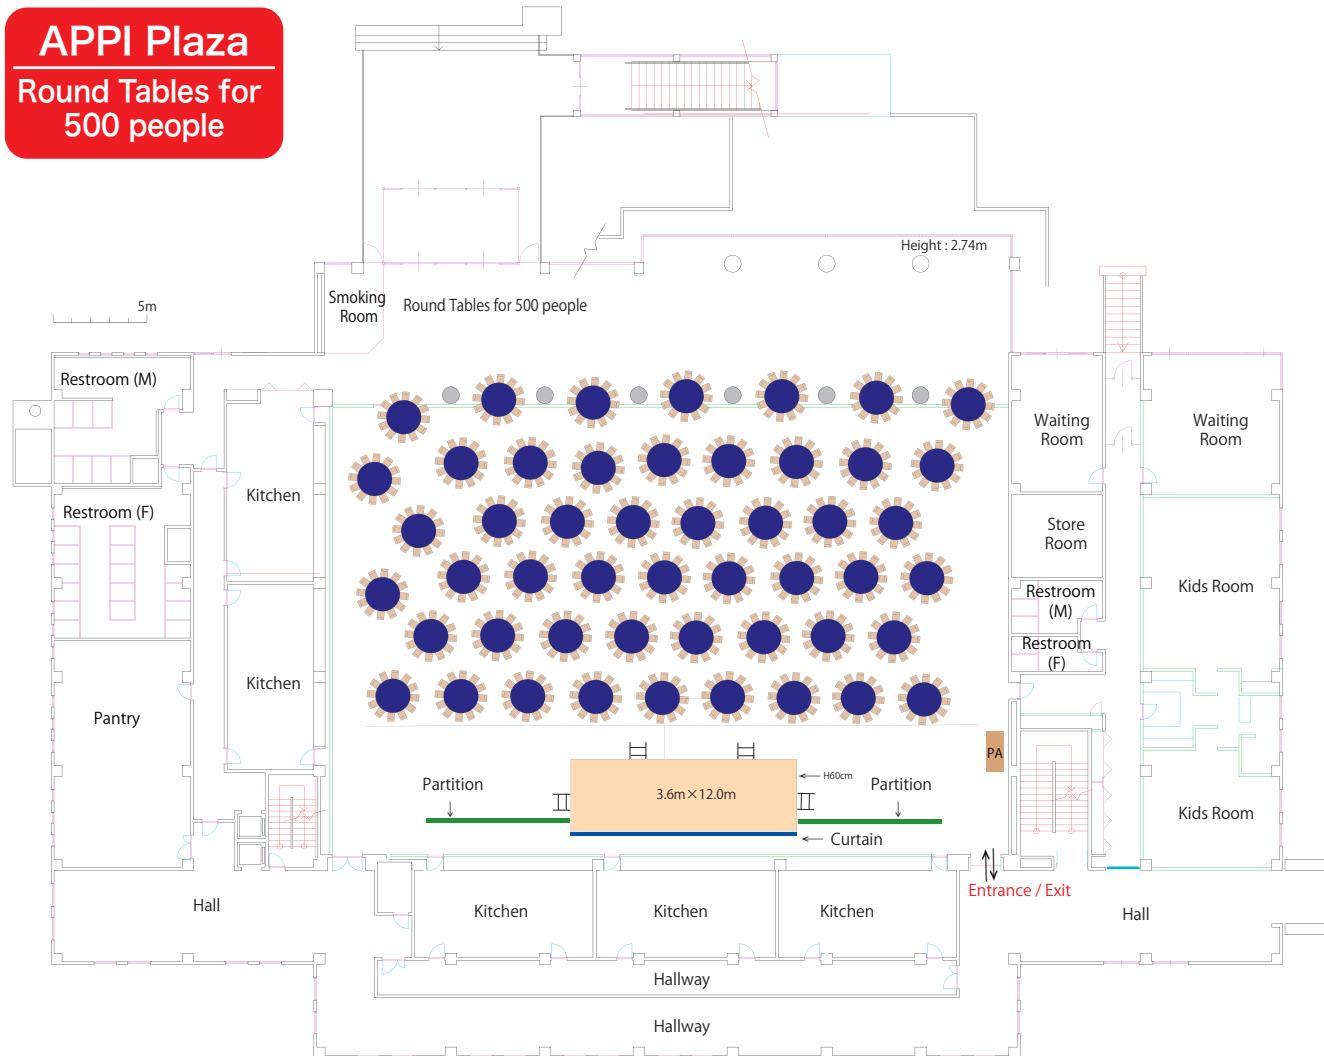 APPI Plaza
Round Tables for
500 people
Height : 2.74m
Smoking
Room
Round Tables for 500 people
5m
Restroom (M)
Waiting
Room
Waiting
Room
Kitchen
Restroom (F)
Store
Room
Kids Room
Restroom
(M)
Restroom
(F)
Kitchen
Pantry
PA
H60cm
Partition
3.6m×12.0m
Partition
Kids Room
Curtain
Entrance / Exit
Hall
Kitchen
Kitchen
Kitchen
Hall
Hallway
Hallway